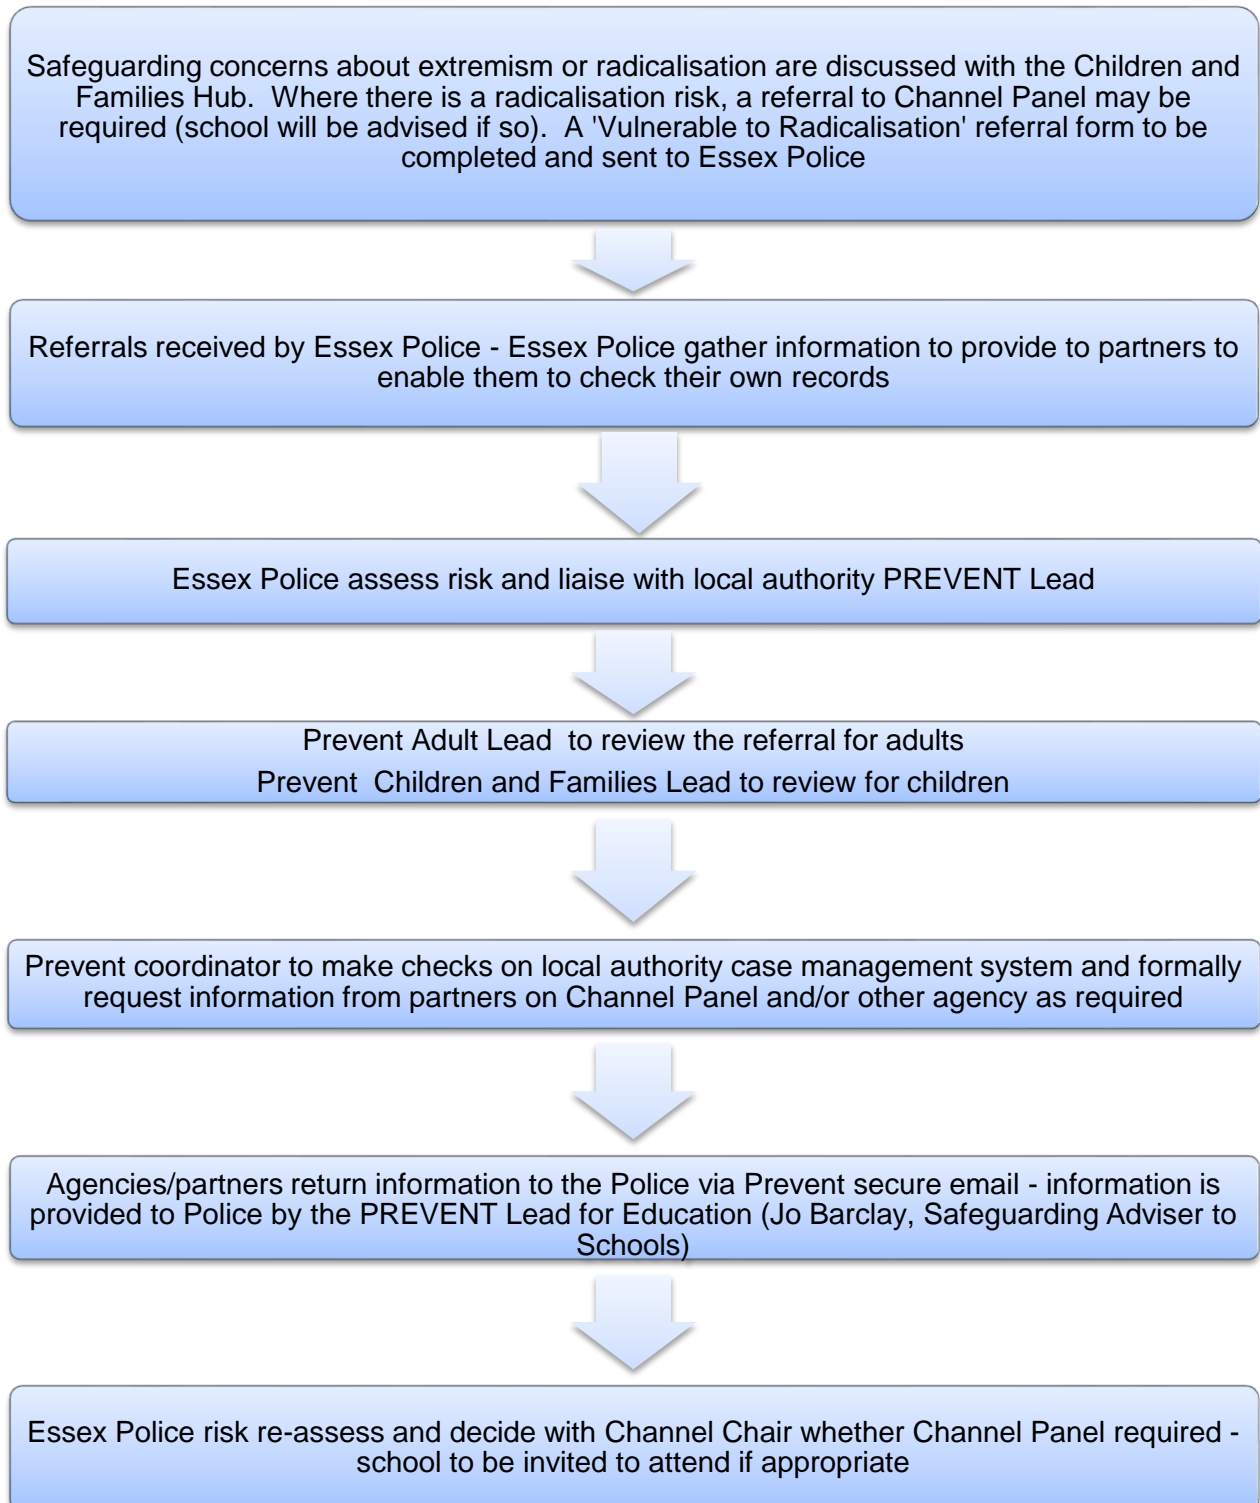 Safeguarding concerns about extremism or radicalisation are discussed with the Children and
Families Hub.  Where there is a radicalisation risk, a referral to Channel Panel may be
required (school will be advised if so).  A 'Vulnerable to Radicalisation' referral form to be
completed and sent to Essex Police
Referrals received by Essex Police - Essex Police gather information to provide to partners to
enable them to check their own records
Essex Police assess risk and liaise with local authority PREVENT Lead
Prevent Adult Lead  to review the referral for adults
Prevent  Children and Families Lead to review for children
Prevent coordinator to make checks on local authority case management system and formally
request information from partners on Channel Panel and/or other agency as required
Agencies/partners return information to the Police via Prevent secure email - information is
provided to Police by the PREVENT Lead for Education (Jo Barclay, Safeguarding Adviser to
Schools)
Essex Police risk re-assess and decide with Channel Chair whether Channel Panel required -
school to be invited to attend if appropriate